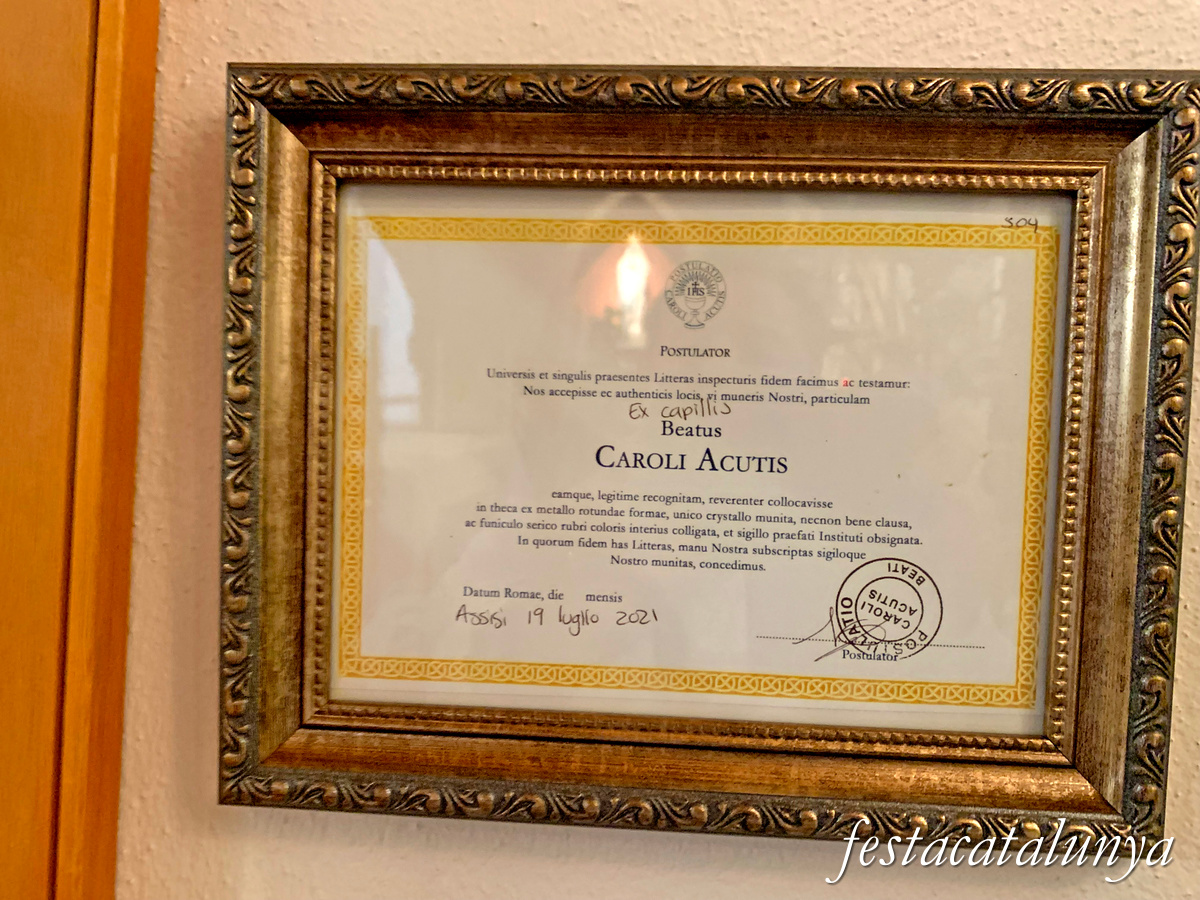 304
POSTULATIO
CAROLI ACUTIS
IHS
POSTULATOR
Universis et singulis praesentes Litteras inspecturis fidem facimus ac testamur:
Nos accepisse ec authenticis locis, vi muneris Nostri, particulam
Ex capillis
Beatus
CAROLI ACUTIS
eamque, legitime recognitam, reverenter collocavisse
in theca ex metallo rotundae formae, unico crystallo munita, necnon bene clausa,
ac funiculo serico rubri coloris interius colligata, et sigillo praefati Instituti obsignata.
In quorum fidem has Litteras, manu Nostra subscriptas sigiloque
Nostro munitas, concedimus.
Datum Romae, die mensis
Assisi 19 luglio 2021
POSTULATIO
BEATI
CAROLI
ACUTIS
Postulator
festacatalunya